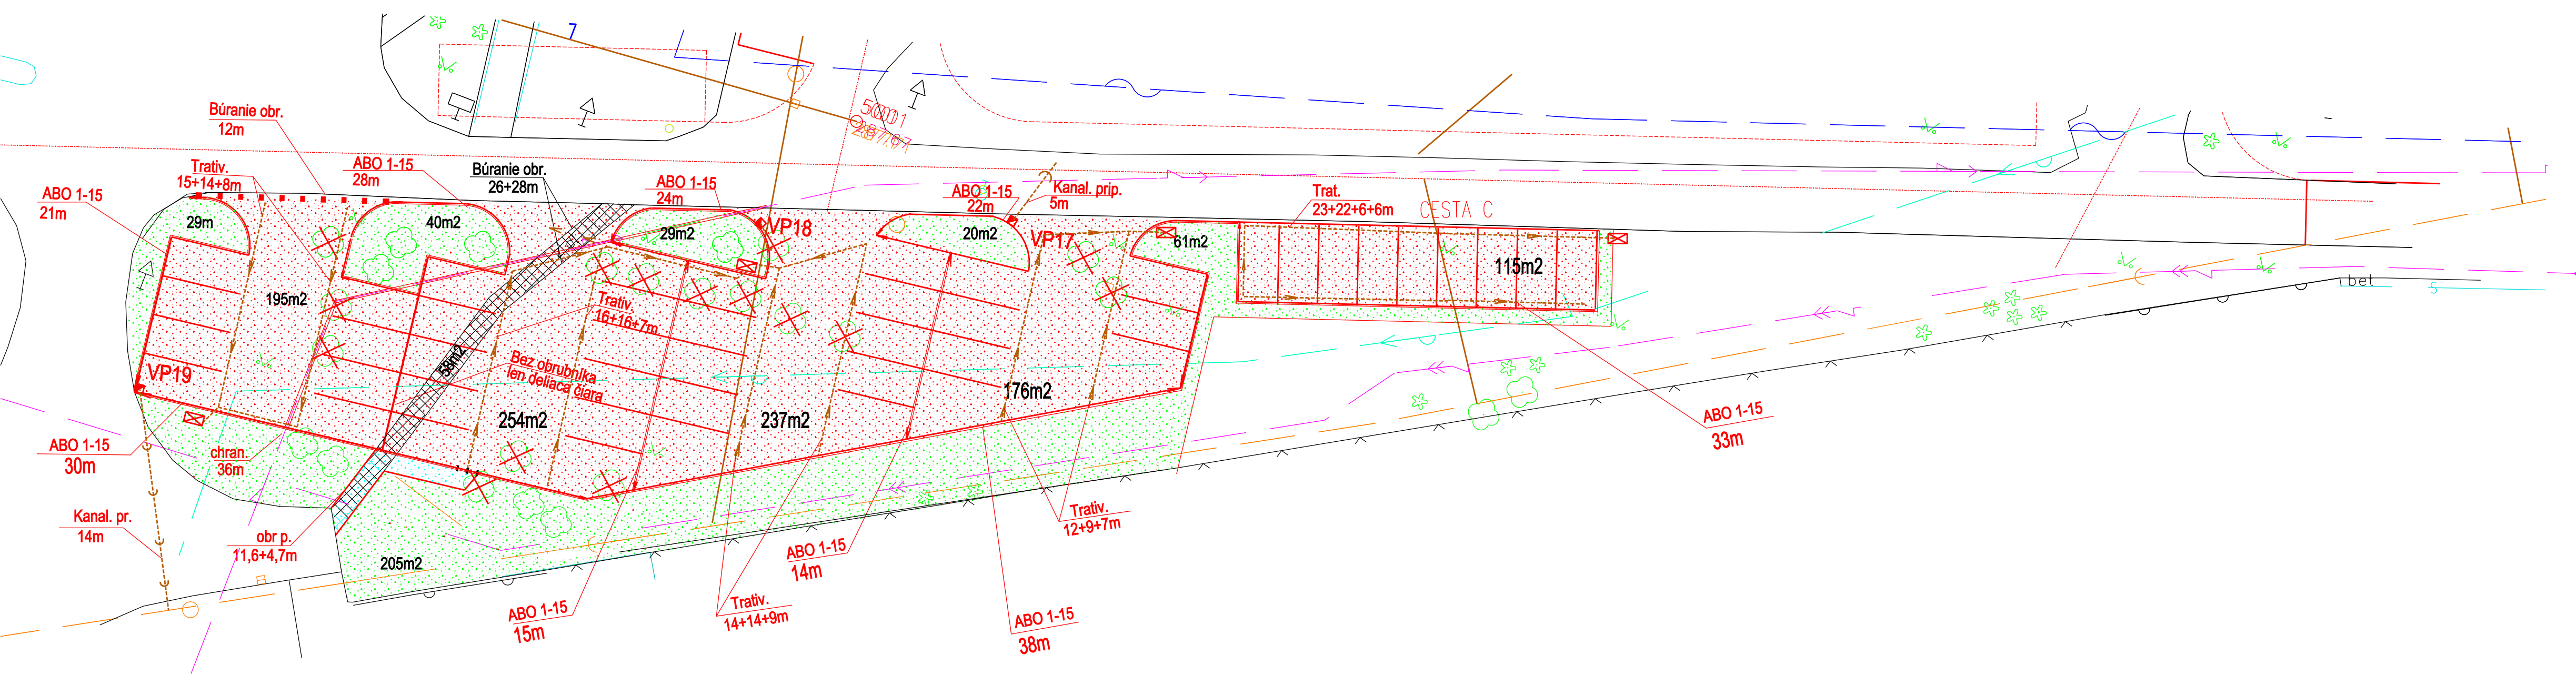 7
Búranie obr.
12m
Trativ.
15+14+8m
ABO 1-15
28m
Búranie obr.
26+28m
ABO 1-15
24m
ABO 1-15
22m
Kanal. prip.
5m
Trat.
23+22+6+6m
CESTA C
ABO 1-15
21m
29m
40m2
29m2
VP18
20m2
VP17
61m2
115m2
195m2
Trativ.
16+16+7m
58m2
Bez obrubníka
len deliaca čiara
VP19
254m2
237m2
176m2
bet
ABO 1-15
30m
chran.
36m
ABO 1-15
33m
Kanal. pr.
14m
obr p.
11,6+4,7m
205m2
ABO 1-15
14m
Trativ.
12+9+7m
ABO 1-15
15m
Trativ.
14+14+9m
ABO 1-15
38m